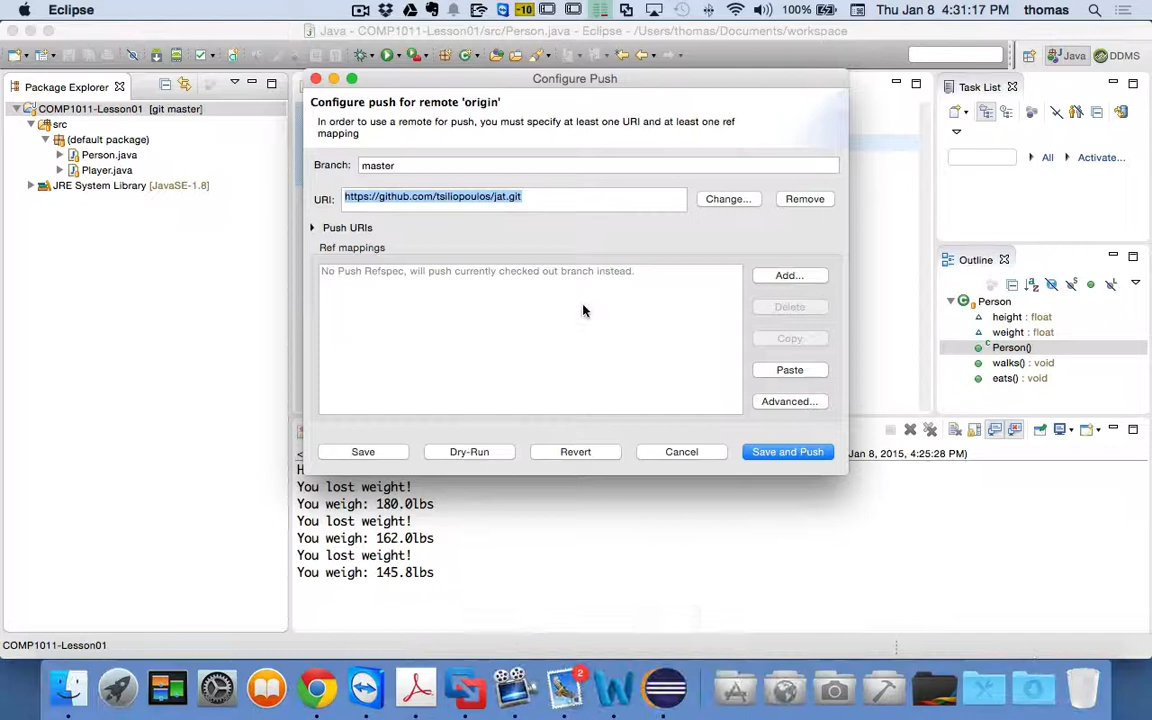 Eclipse
-10
100%
Thu Jan 8 4:31:17 PM
thomas
Java - COMP1011-Lesson01/src/Person.java - Eclipse - /Users/thomas/Documents/workspace
Java
DDMS
Package Explorer
COMP1011-Lesson01 [git master]
src
(default package)
Person.java
Player.java
JRE System Library [JavaSE-1.8]
Configure Push
Configure push for remote 'origin'
In order to use a remote for push, you must specify at least one URI and at least one ref
mapping
Branch: master
URI: https://github.com/tsiliopoulos/jat.git
Change...
Remove
Push URIs
Ref mappings
No Push Refspec, will push currently checked out branch instead.
Add...
Delete
Copy
Paste
Advanced...
Save
Dry-Run
Revert
Cancel
Save and Push
Task List
All
Activate...
Outline
Person
height : float
weight : float
Person()
walks() : void
eats() : void
Jan 8, 2015, 4:25:28 PM)
You lost weight!
You weigh: 180.0lbs
You lost weight!
You weigh: 162.0lbs
You lost weight!
You weigh: 145.8lbs
COMP1011-Lesson01
2